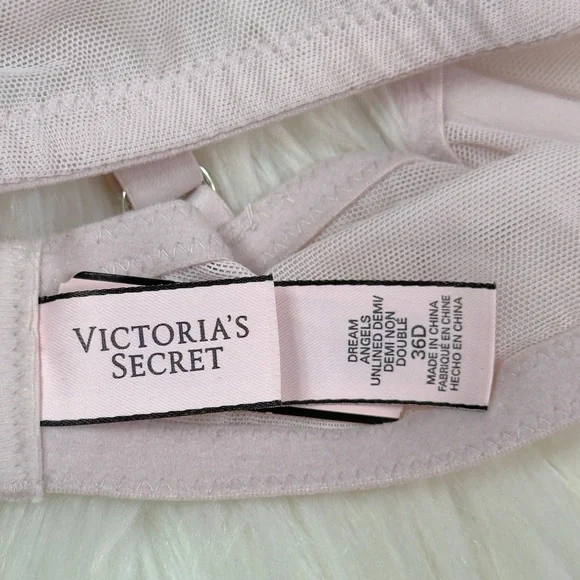 VICTORIA'S
SECRET
DREAM
ANGELS
UNLINED DEMI/
DEMI NON
DOUBLÉ
36D
MADE IN CHINA
FABRIQUÉ EN CHINE
HECHO EN CHINA